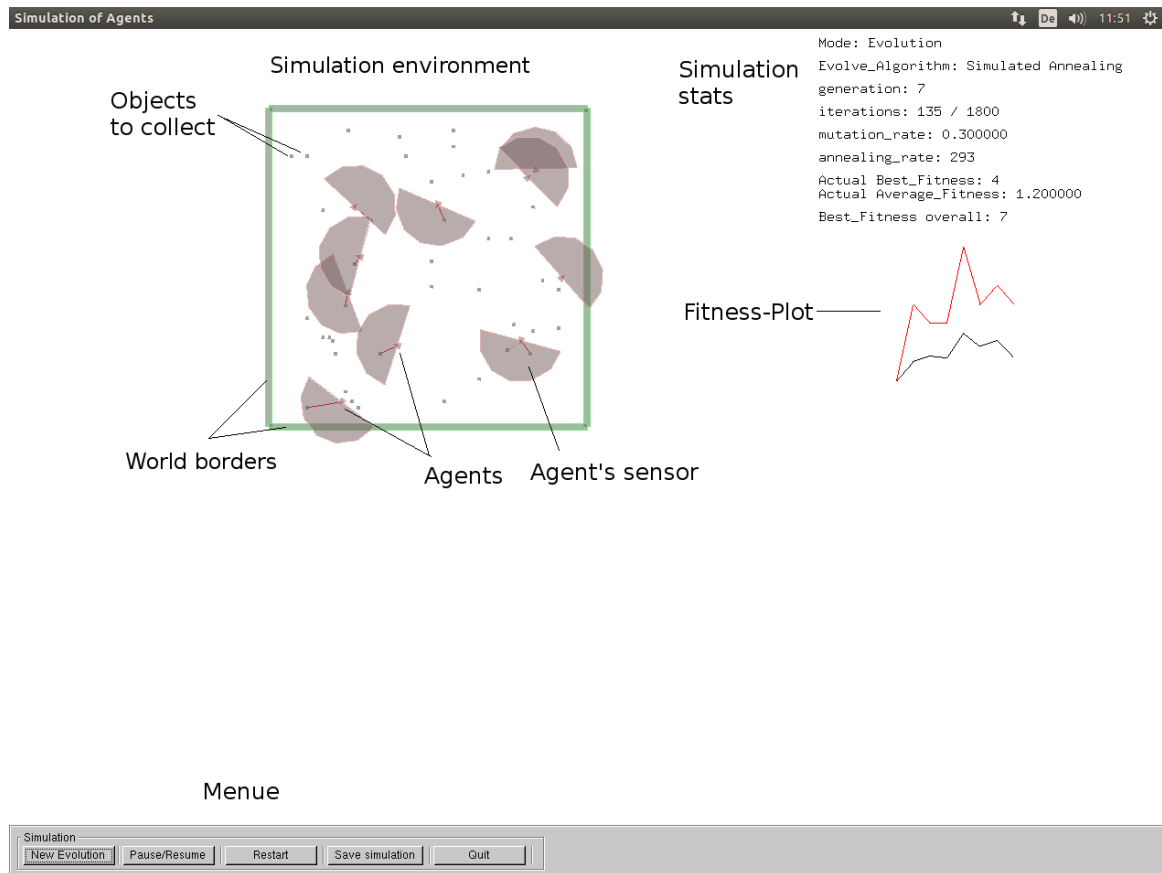 Simulation of Agents
De
11:51
Simulation environment
Objects
to collect
World borders
Agents
Agent's sensor
Simulation
stats
Mode: Evolution
Evolve_Algorithm: Simulated Annealing
generation: 7
iterations: 135 / 1800
mutation_rate: 0.300000
annealing_rate: 293
Actual Best_Fitness: 4
Actual Average_Fitness: 1.200000
Best_Fitness overall: 7
Fitness-Plot
Menue
Simulation
New Evolution
Pause/Resume
Restart
Save simulation
Quit